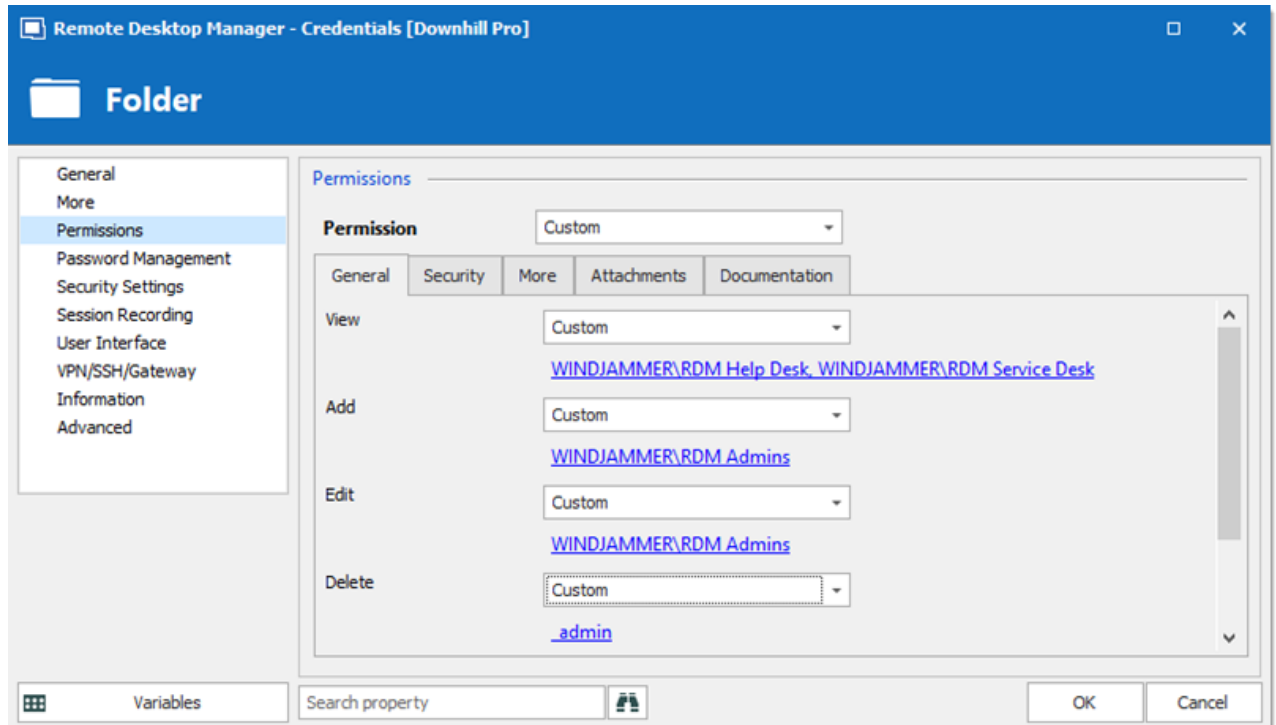 Remote Desktop Manager - Credentials [Downhill Pro]
Folder
General
More
Permissions
Password Management
Security Settings
Session Recording
User Interface
VPN/SSH/Gateway
Information
Advanced
Permissions
Permission Custom
General Security More Attachments Documentation
View Custom
WINDJAMMER\RDM Help Desk, WINDJAMMER\RDM Service Desk
Add Custom
WINDJAMMER\RDM Admins
Edit Custom
WINDJAMMER\RDM Admins
Delete Custom
_admin
Variables Search property OK Cancel